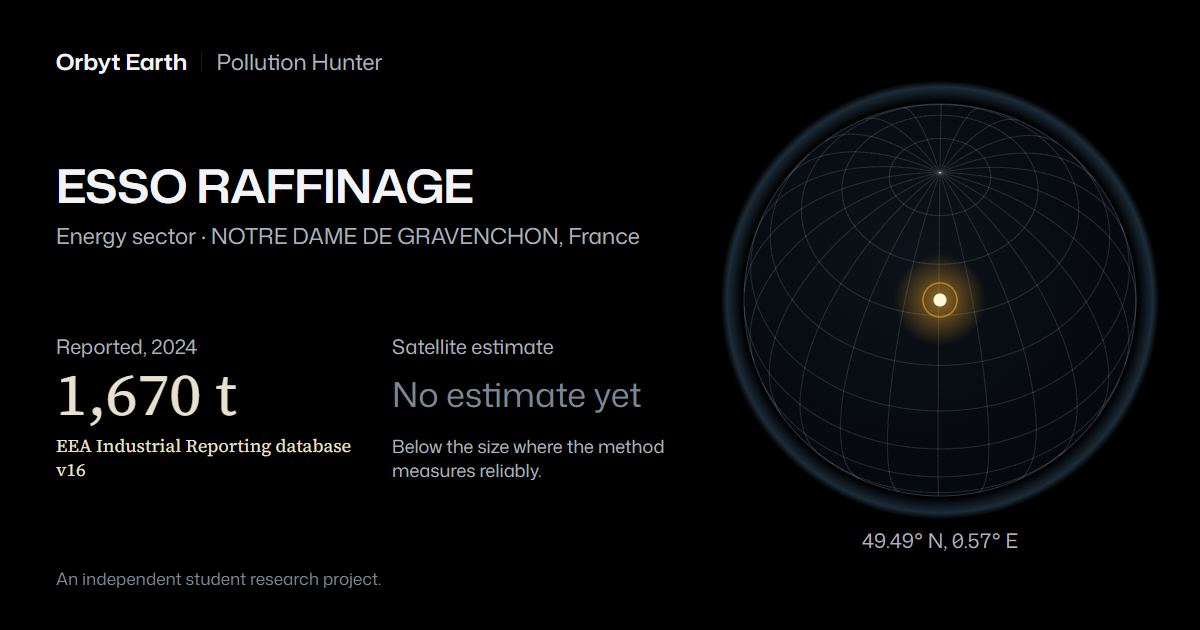 Orbyt Earth | Pollution Hunter
ESSO RAFFINAGE
Energy sector · NOTRE DAME DE GRAVENCHON, France
Reported, 2024
1,670 t
EEA Industrial Reporting database
v16
Satellite estimate
No estimate yet
Below the size where the method
measures reliably.
49.49° N, 0.57° E
An independent student research project.